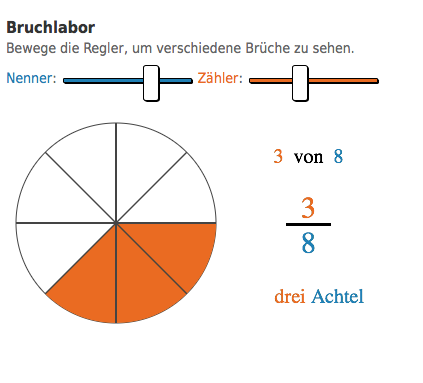 Bruchlabor
Bewege die Regler, um verschiedene Brüche zu sehen.
Nenner: Zähler:
3 von 8
3
8
drei Achtel